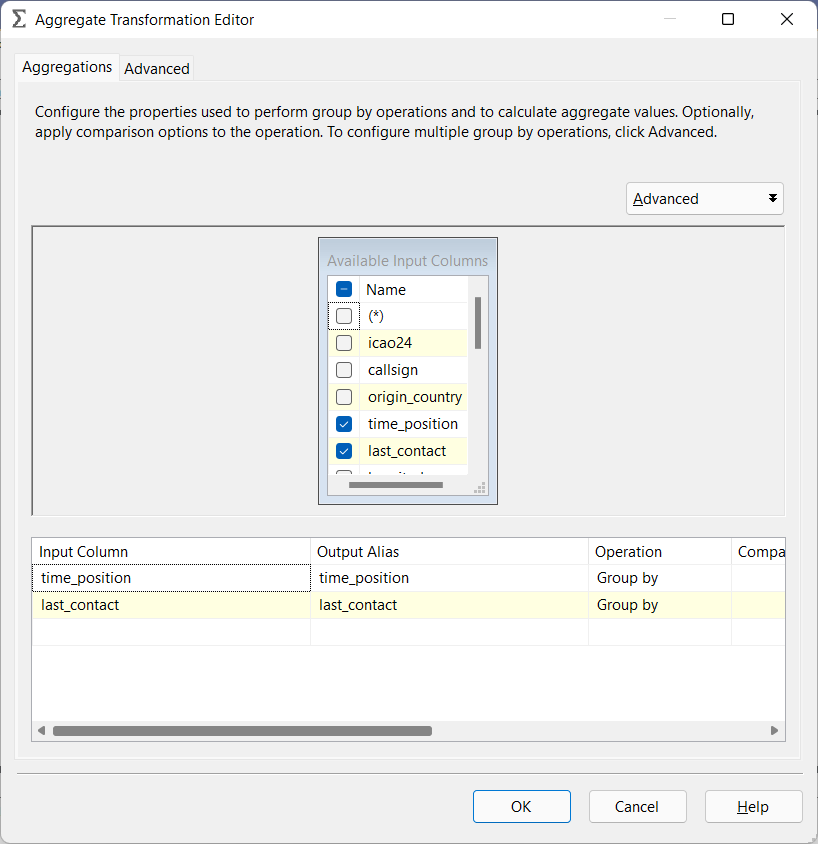 Aggregate Transformation Editor
Aggregations Advanced
Configure the properties used to perform group by operations and to calculate aggregate values. Optionally,
apply comparison options to the operation. To configure multiple group by operations, click Advanced.
Advanced
Available Input Columns
Name
(*)
icao24
callsign
origin_country
time_position
last_contact
Input Column Output Alias Operation Compa
time_position time_position Group by
last_contact last_contact Group by
OK Cancel Help